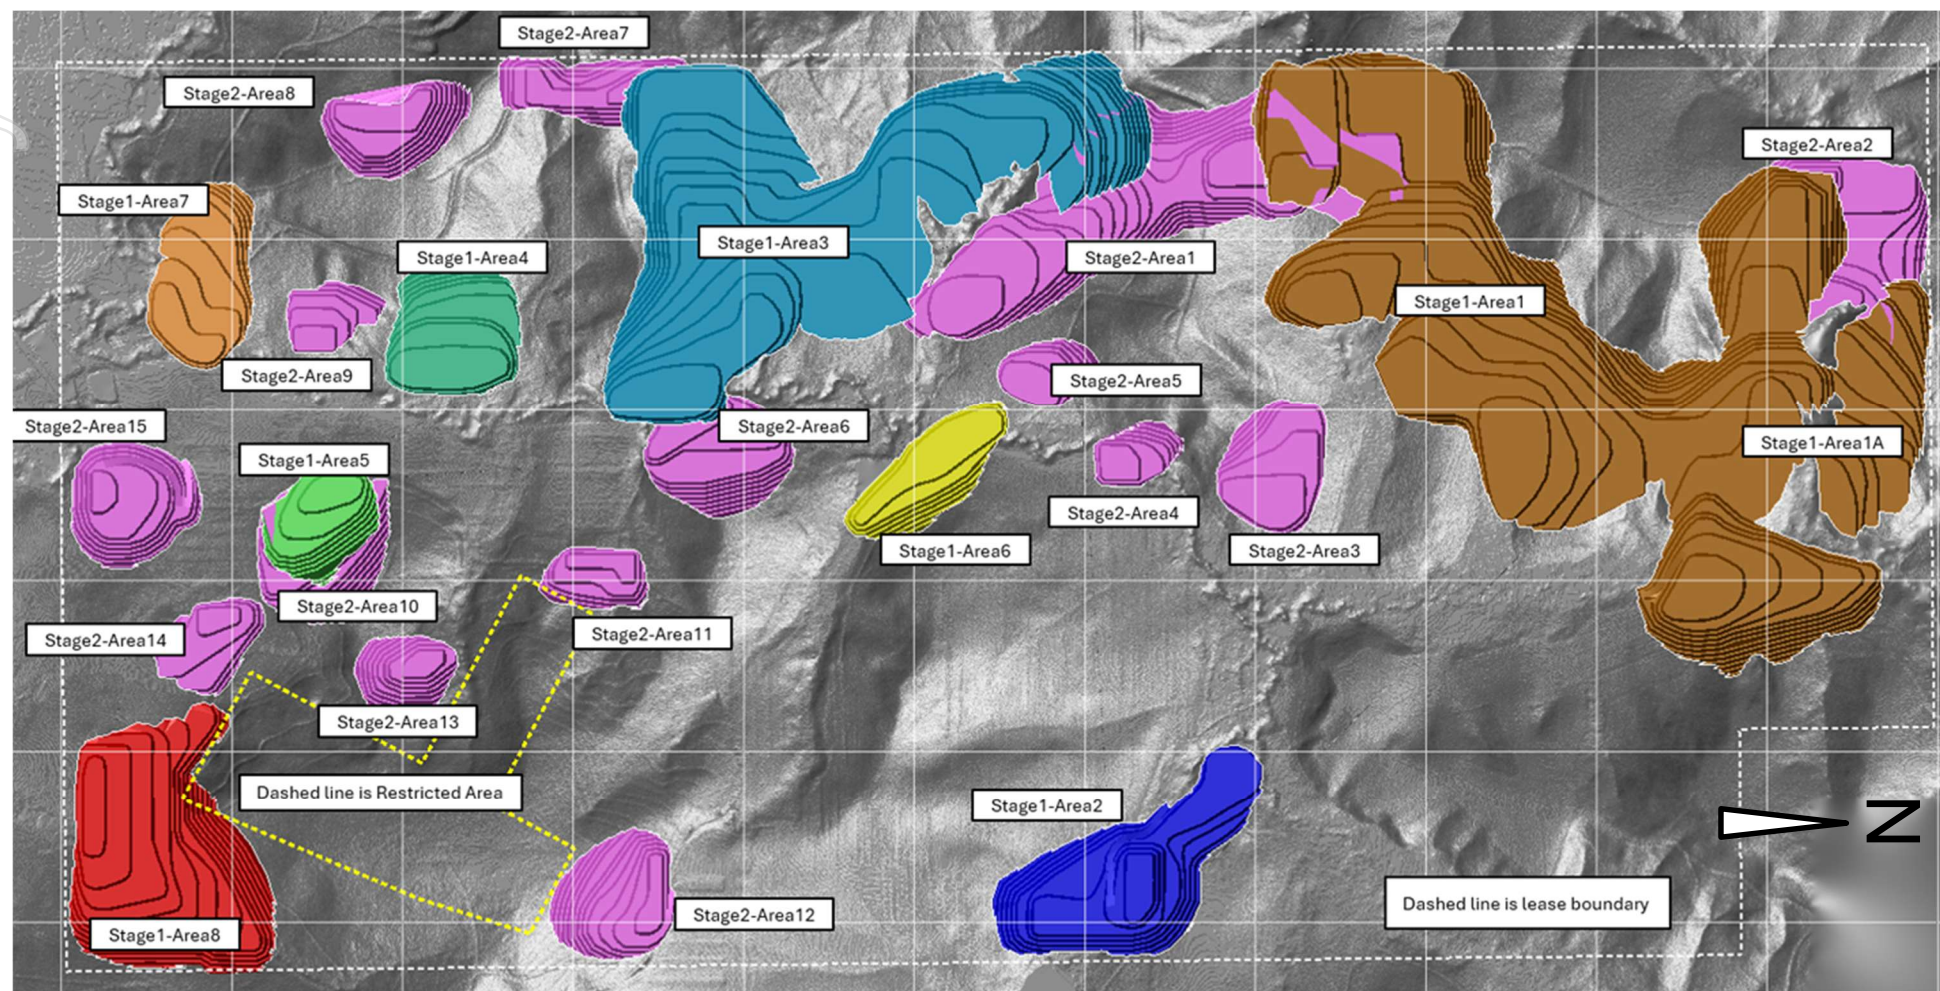 Stage2-Area7
Stage2-Area8
Stage2-Area2
Stage1-Area7
Stage1-Area3
Stage1-Area4
Stage2-Area1
Stage1-Area1
Stage2-Area9
Stage2-Area5
Stage2-Area15
Stage2-Area6
Stage1-Area1A
Stage1-Area5
Stage2-Area4
Stage1-Area6
Stage2-Area3
Stage2-Area10
Stage2-Area14
Stage2-Area11
Stage2-Area13
Dashed line is Restricted Area
Stage1-Area2
N
Dashed line is lease boundary
Stage2-Area12
Stage1-Area8